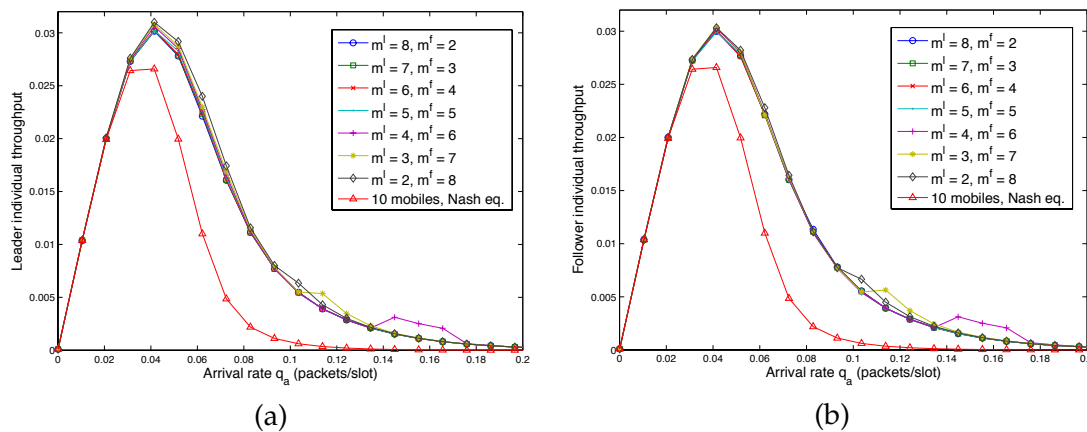 0.03
0.025
0.02
0.015
0.01
0.005
0
Leader individual throughput
m^l = 8, m^f = 2
m^l = 7, m^f = 3
m^l = 6, m^f = 4
m^l = 5, m^f = 5
m^l = 4, m^f = 6
m^l = 3, m^f = 7
m^l = 2, m^f = 8
10 mobiles, Nash eq.
0 0.02 0.04 0.06 0.08 0.1 0.12 0.14 0.16 0.18 0.2
Arrival rate q_a (packets/slot)
(a)
0.03
0.025
0.02
0.015
0.01
0.005
0
Follower individual throughput
m^l = 8, m^f = 2
m^l = 7, m^f = 3
m^l = 6, m^f = 4
m^l = 5, m^f = 5
m^l = 4, m^f = 6
m^l = 3, m^f = 7
m^l = 2, m^f = 8
10 mobiles, Nash eq.
0 0.02 0.04 0.06 0.08 0.1 0.12 0.14 0.16 0.18
Arrival rate q_a (packets/slot)
(b)